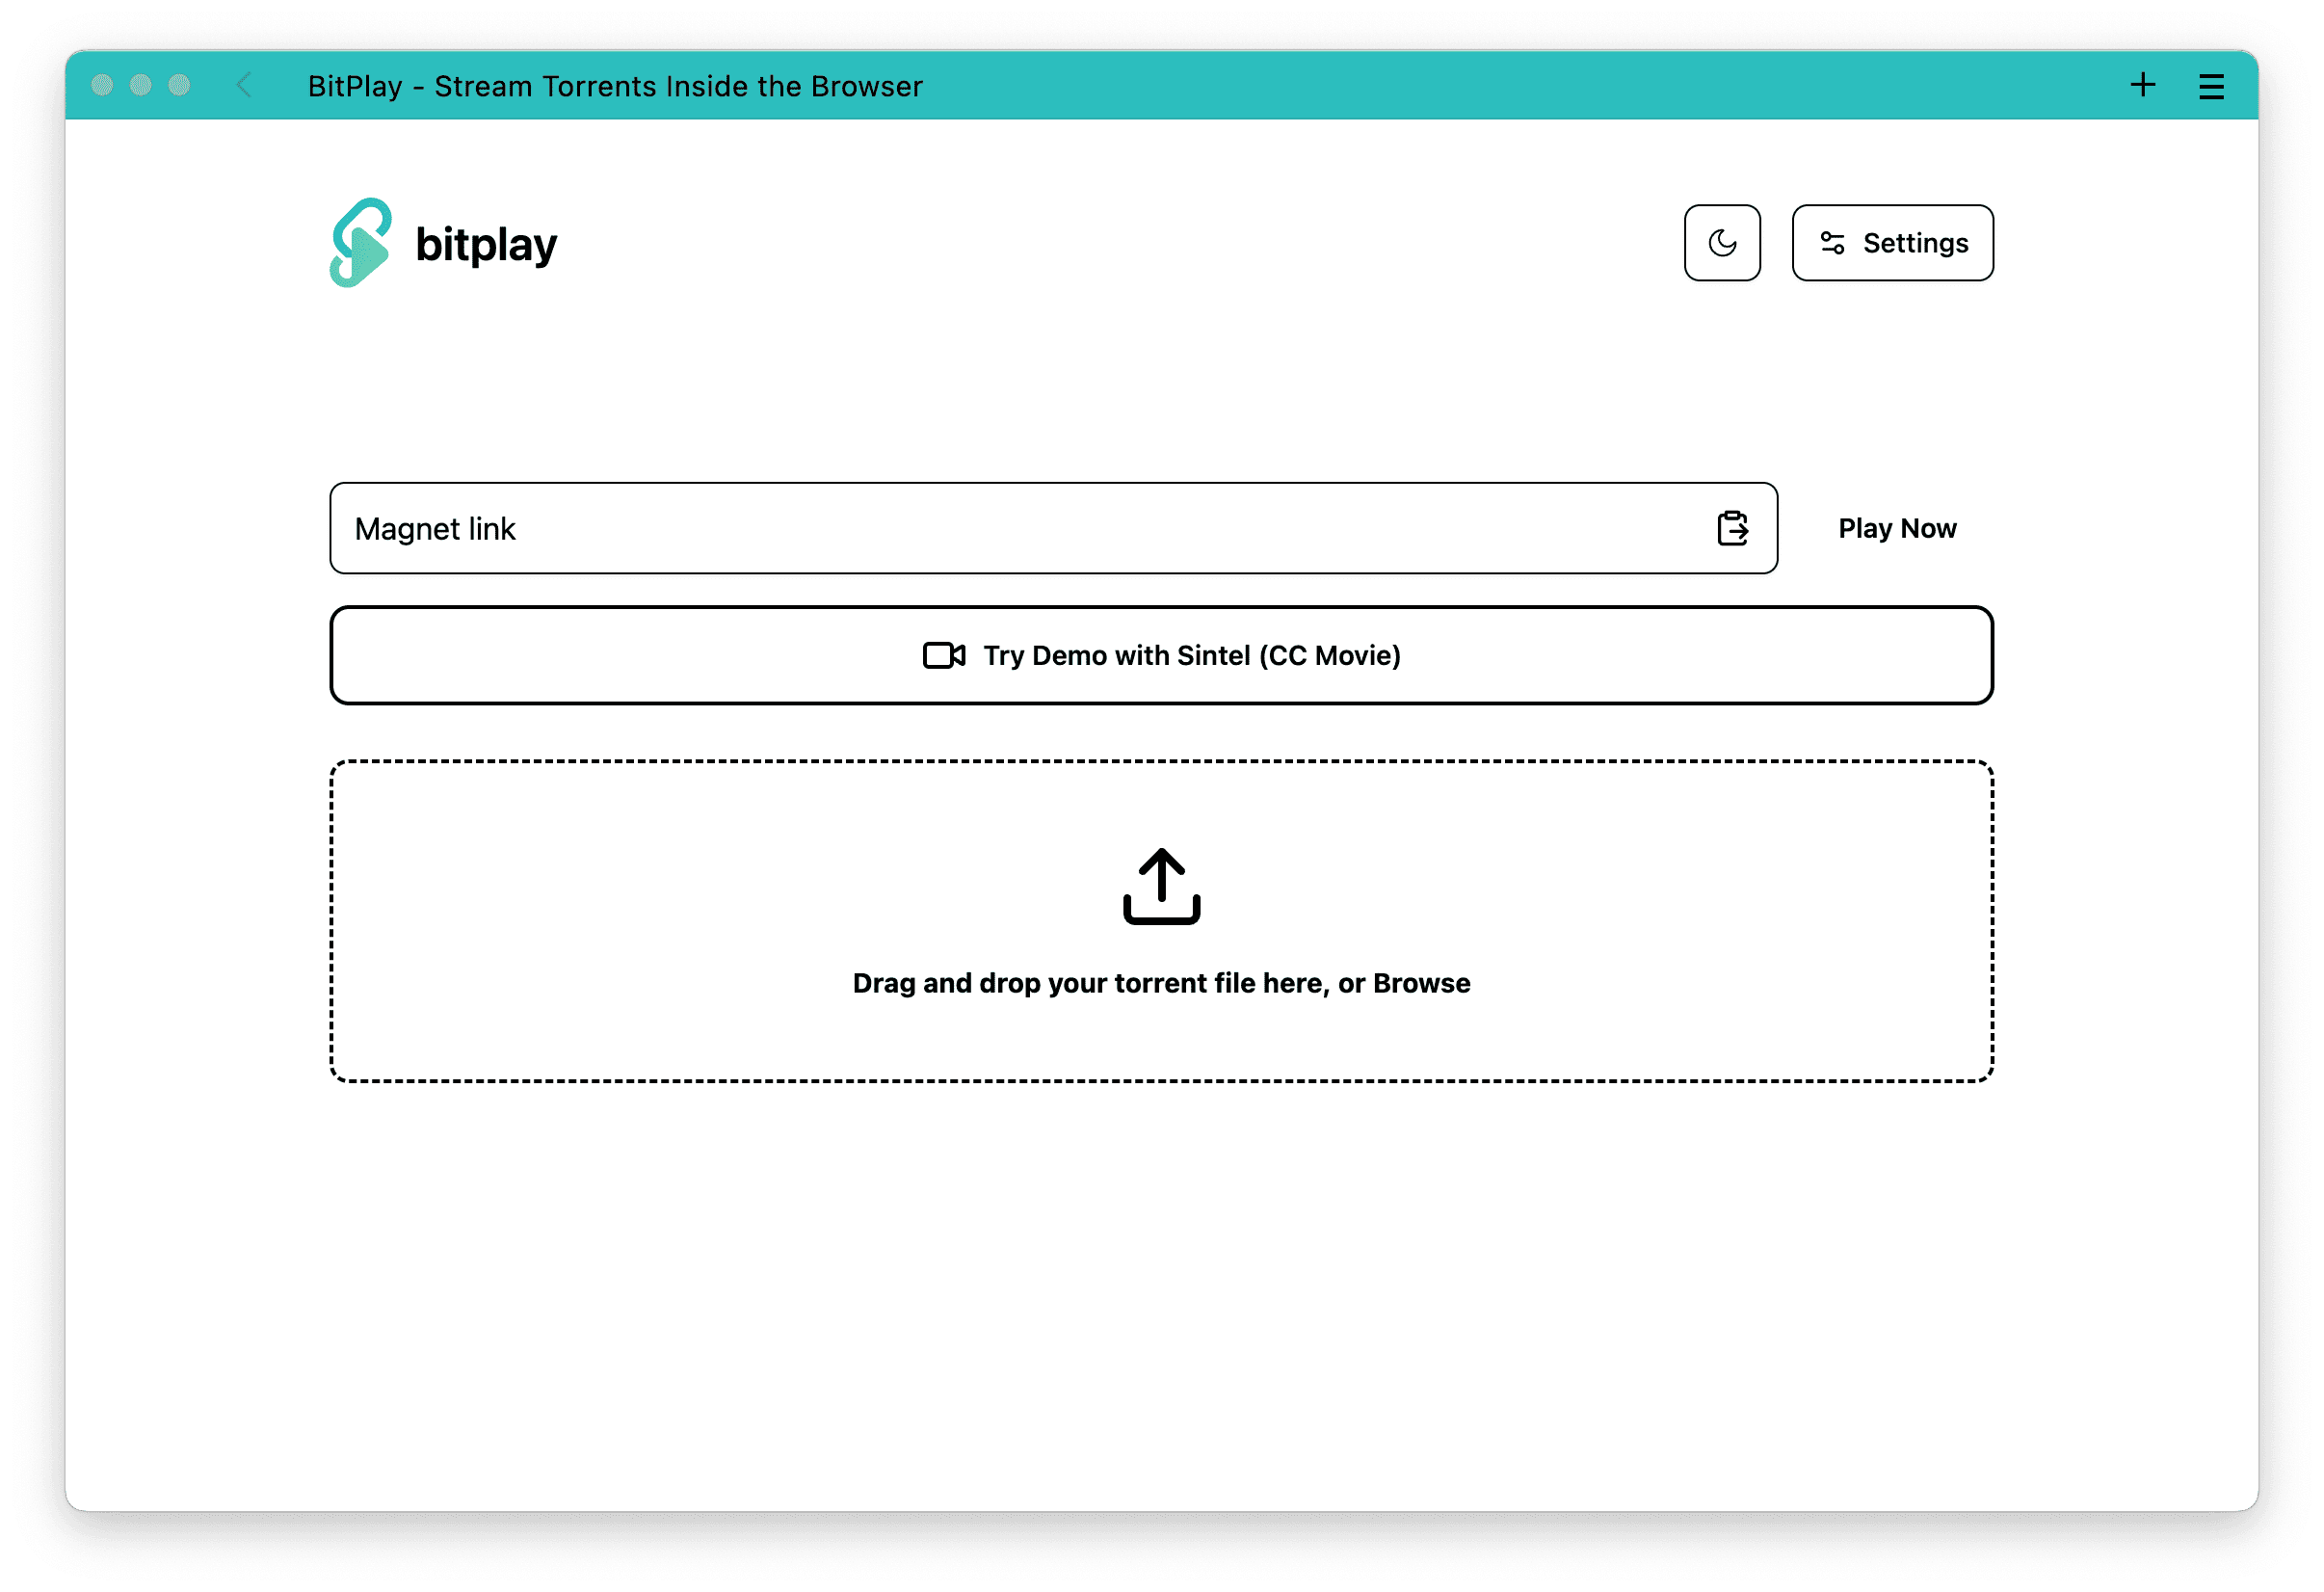 BitPlay - Stream Torrents Inside the Browser
bitplay
Settings
Magnet link
Play Now
Try Demo with Sintel (CC Movie)
Drag and drop your torrent file here, or Browse